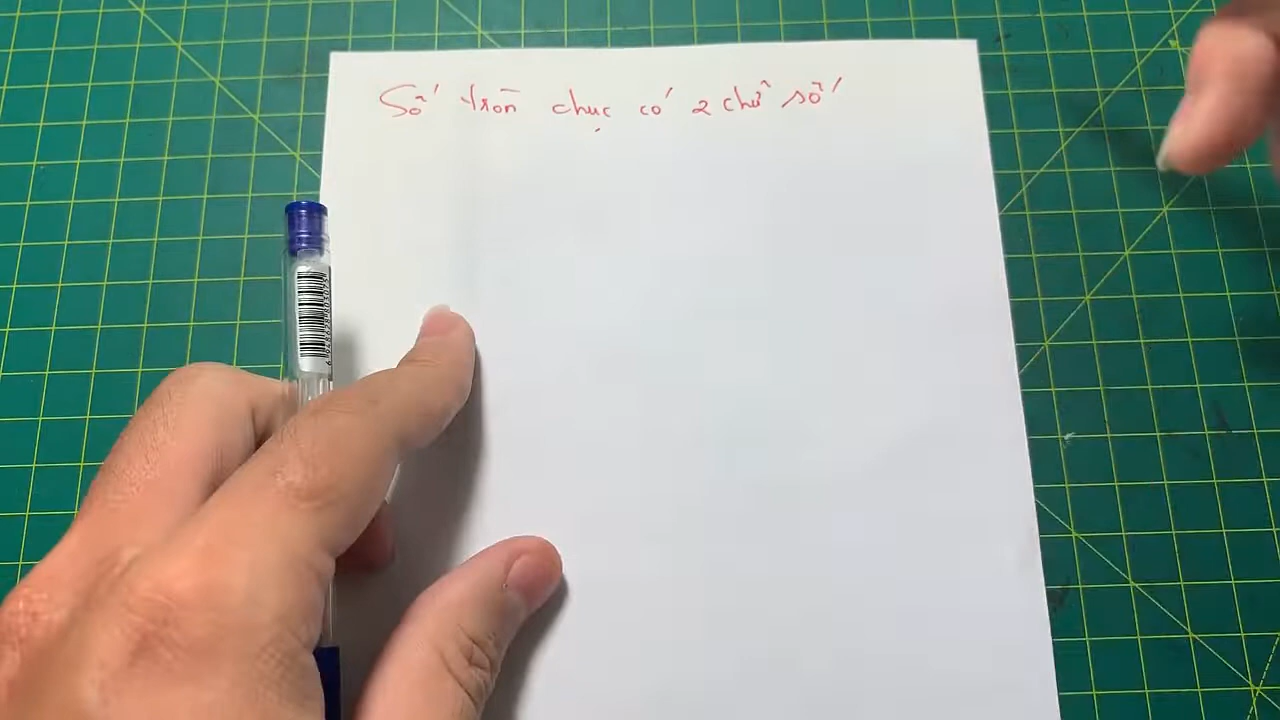 Số tròn chục có 2 chữ số